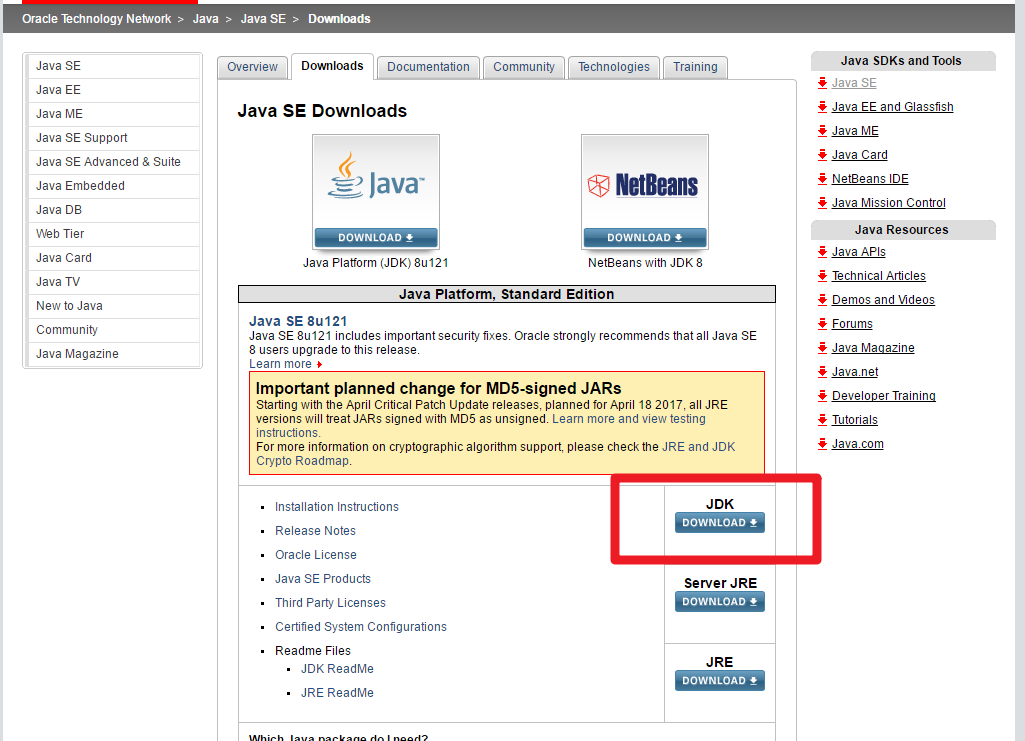 Oracle Technology Network > Java > Java SE > Downloads
Java SE
Java EE
Java ME
Java SE Support
Java SE Advanced & Suite
Java Embedded
Java DB
Web Tier
Java Card
Java TV
New to Java
Community
Java Magazine
Overview Downloads Documentation Community Technologies Training
Java SE Downloads
Java™
DOWNLOAD
Java Platform (JDK) 8u121
NetBeans
DOWNLOAD
NetBeans with JDK 8
Java Platform, Standard Edition
Java SE 8u121
Java SE 8u121 includes important security fixes. Oracle strongly recommends that all Java SE
8 users upgrade to this release.
Learn more
Important planned change for MD5-signed JARs
Starting with the April Critical Patch Update releases, planned for April 18 2017, all JRE
versions will treat JARs signed with MD5 as unsigned. Learn more and view testing
instructions.
For more information on cryptographic algorithm support, please check the JRE and JDK
Crypto Roadmap.
Installation Instructions
Release Notes
Oracle License
Java SE Products
Third Party Licenses
Certified System Configurations
Readme Files
JDK ReadMe
JRE ReadMe
JDK
DOWNLOAD
Server JRE
DOWNLOAD
JRE
DOWNLOAD
Which Java package do I need?
Java SDKs and Tools
Java SE
Java EE and Glassfish
Java ME
Java Card
NetBeans IDE
Java Mission Control
Java Resources
Java APIs
Technical Articles
Demos and Videos
Forums
Java Magazine
Java.net
Developer Training
Tutorials
Java.com